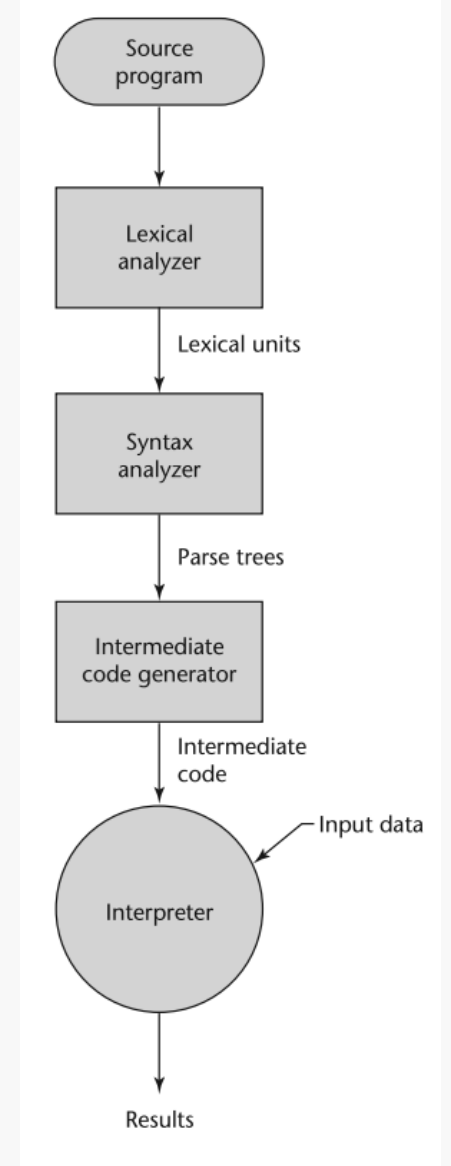 Source
program
Lexical
analyzer
Lexical units
Syntax
analyzer
Parse trees
Intermediate
code generator
Intermediate
code
Input data
Interpreter
Results